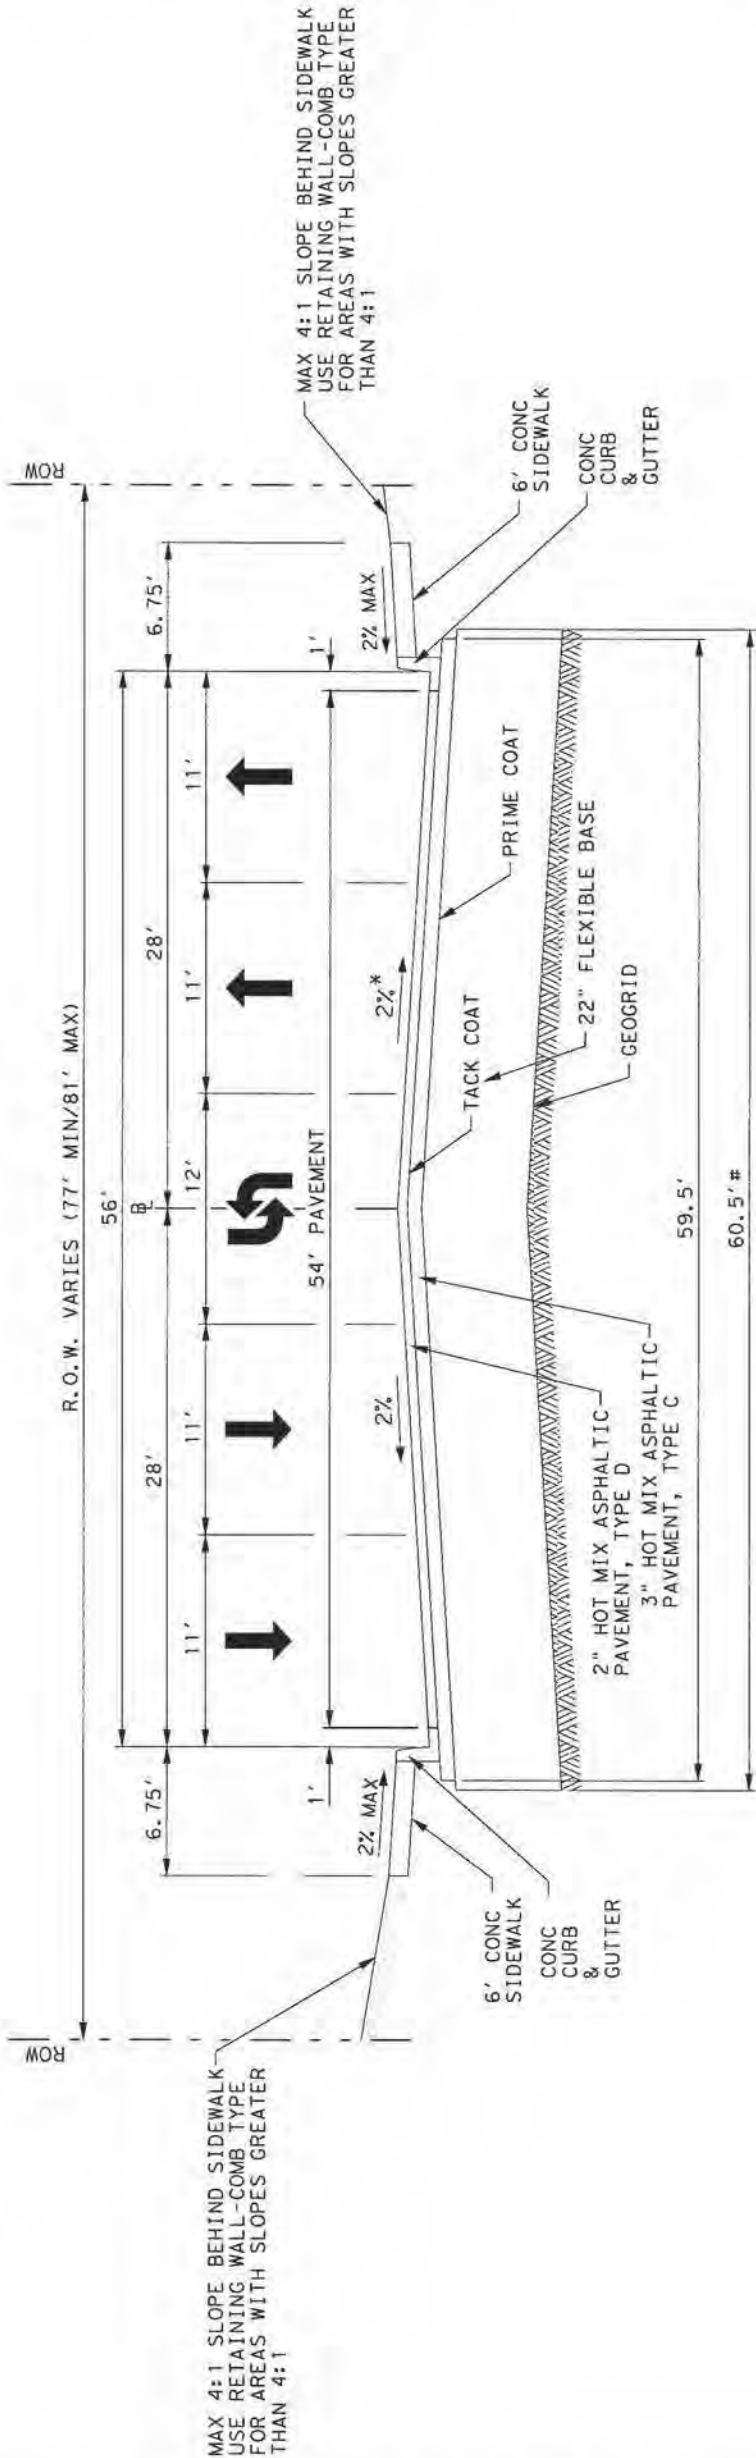 R.O.W. VARIES (77' MIN/81' MAX)
ROW
ROW
56'
6.75'
28'
28'
6.75'
11'
11'
12'
11'
11'
1'
54' PAVEMENT
1'
MAX 4:1 SLOPE BEHIND SIDEWALK
USE RETAINING WALL-COMB TYPE
FOR AREAS WITH SLOPES GREATER
THAN 4:1
MAX 4:1 SLOPE BEHIND SIDEWALK
USE RETAINING WALL-COMB TYPE
FOR AREAS WITH SLOPES GREATER
THAN 4:1
2% MAX
2%
2%*
2% MAX
6' CONC
SIDEWALK
CONC
CURB
&
GUTTER
2" HOT MIX ASPHALTIC
PAVEMENT, TYPE D
3" HOT MIX ASPHALTIC
PAVEMENT, TYPE C
TACK COAT
22" FLEXIBLE BASE
GEOGRID
PRIME COAT
6' CONC
SIDEWALK
CONC
CURB
&
GUTTER
59.5'
60.5'#